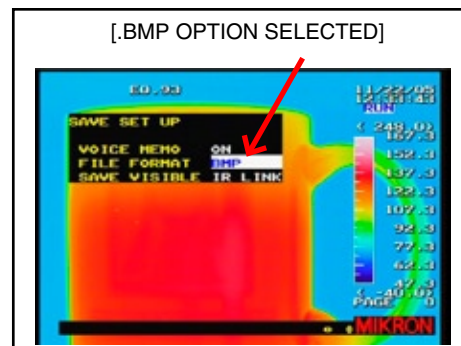 [.BMP OPTION SELECTED]
E0.93
11/22/05
RUN
SAVE SET UP
VOICE MEMO ON
FILE FORMAT BMP
SAVE VISIBLE IR LINK
152.3
137.3
122.3
107.3
92.3
77.3
62.3
47.3
PAGE 0
MIKRON